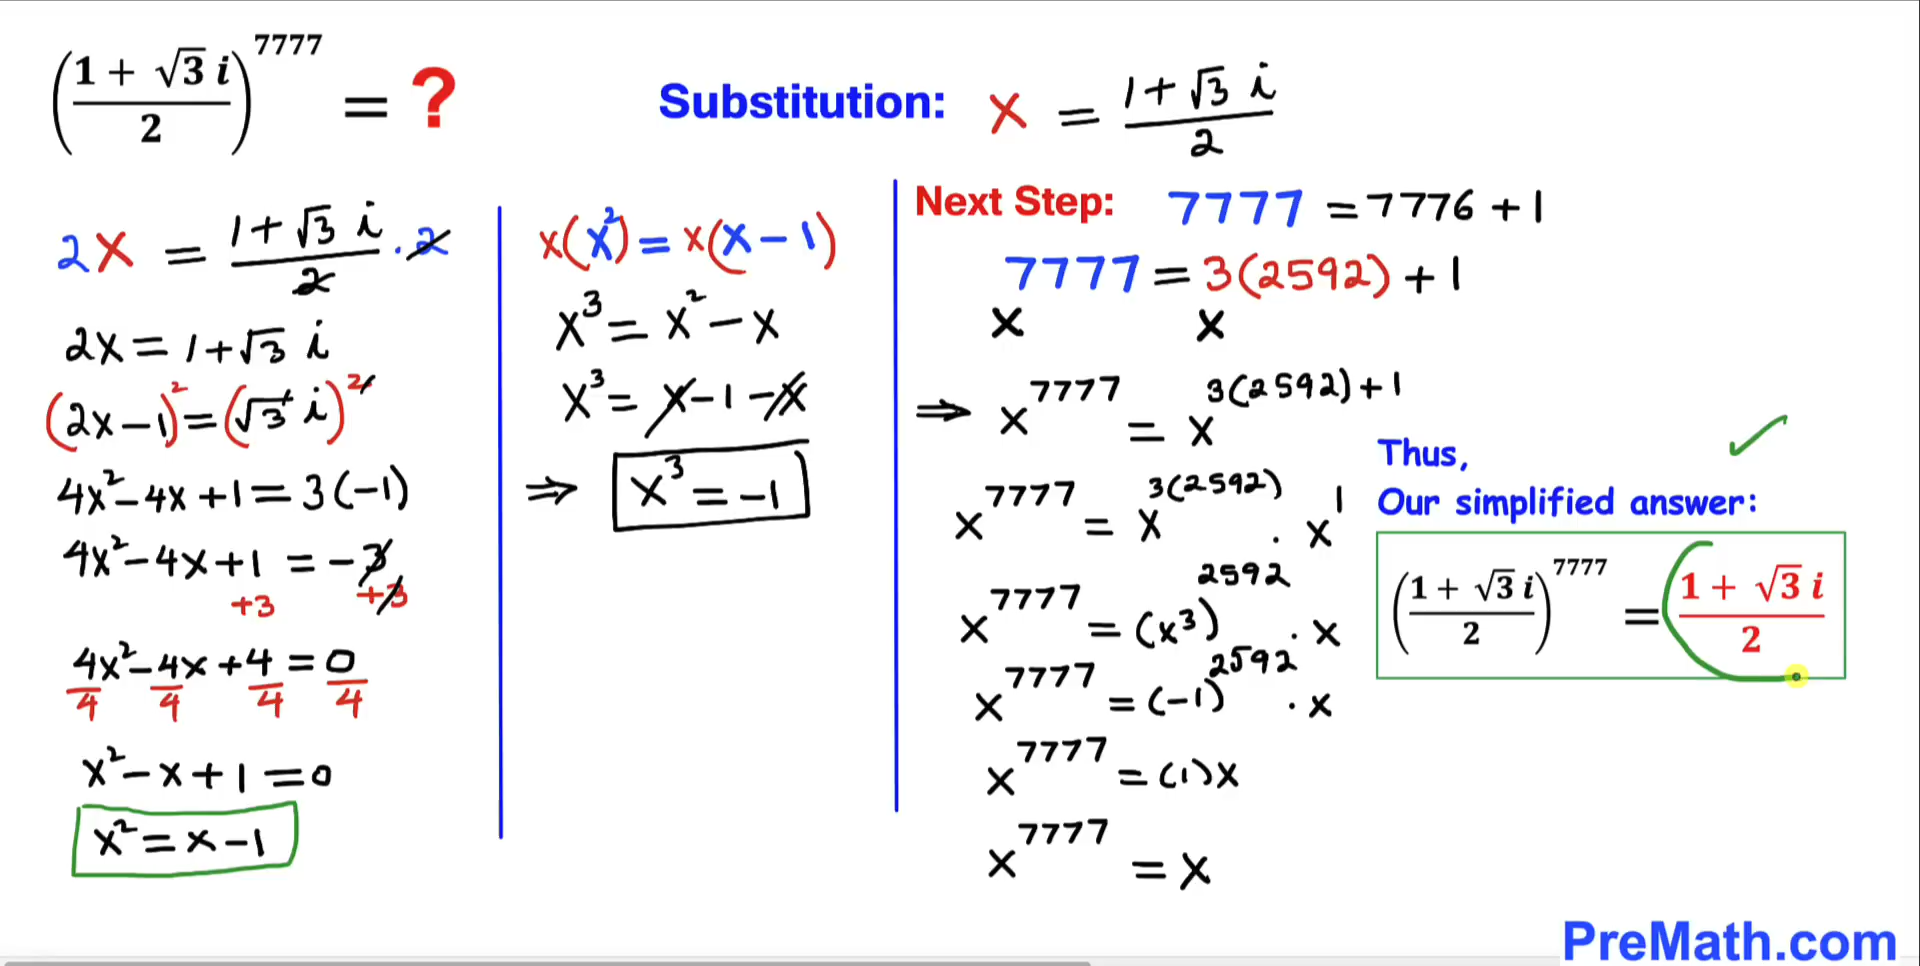 (1 + √3 i / 2)^7777 = ?
Substitution: x = (1 + √3 i) / 2
2x = (1 + √3 i) / 2 · 2
2x = 1 + √3 i
(2x − 1)² = (√3 i)²
4x² − 4x + 1 = 3(−1)
4x² − 4x + 1 = −3
+3 +3
4x² − 4x + 4 = 0
4 4 4 4
x² − x + 1 = 0
x² = x − 1
x(x²) = x(x − 1)
x³ = x² − x
x³ = x − 1 − x
⇒ x³ = −1
Next Step: 7777 = 7776 + 1
7777 = 3(2592) + 1
x x
⇒ x^7777 = x^3(2592) + 1
x^7777 = x^3(2592) · x^1
x^7777 = (x³)^2592 · x
x^7777 = (−1)^2592 · x
x^7777 = (1)x
x^7777 = x
Thus,
Our simplified answer:
(1 + √3 i / 2)^7777 = 1 + √3 i / 2
PreMath.com